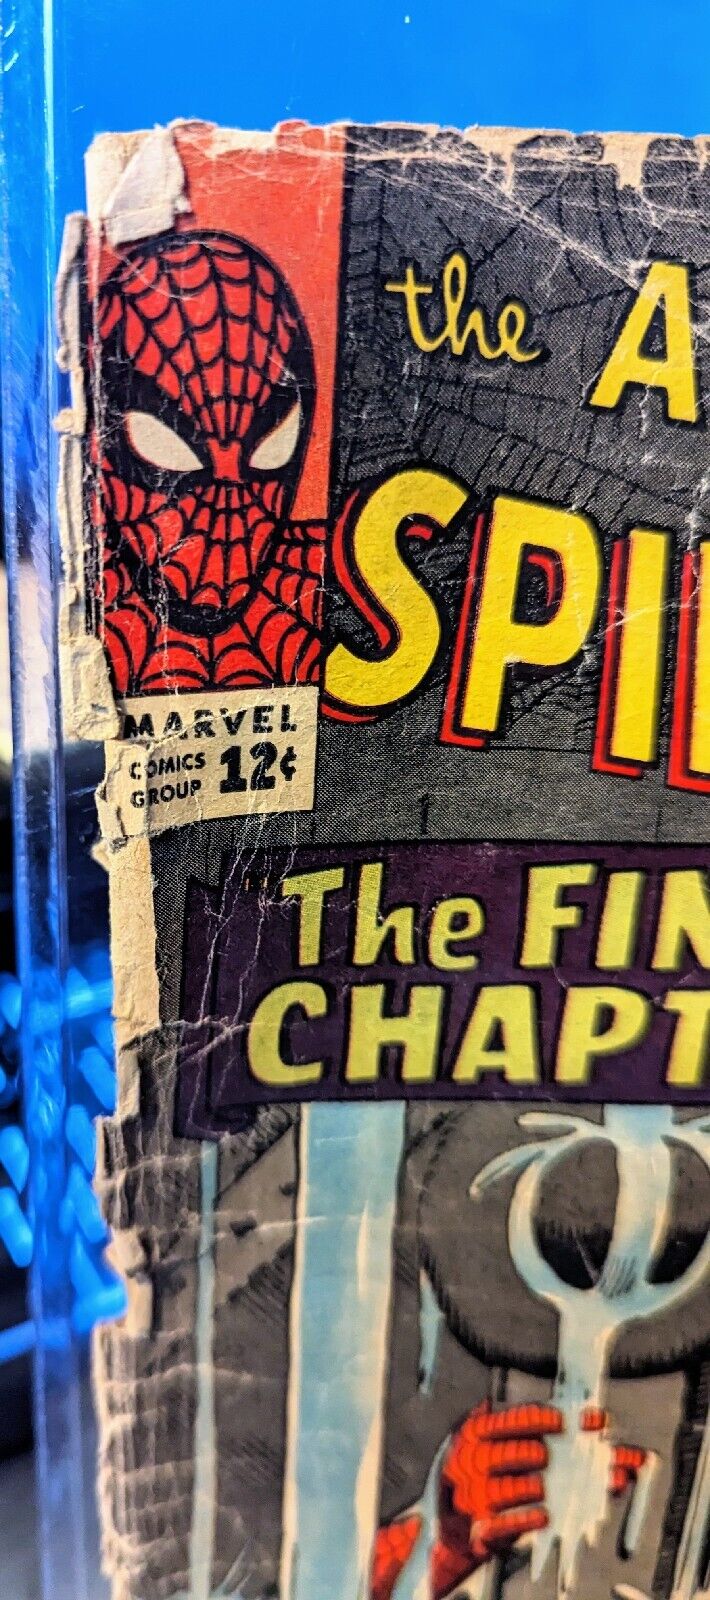 the A
SPI
MARVEL
COMICS
GROUP 12¢
The FIN
CHAPT